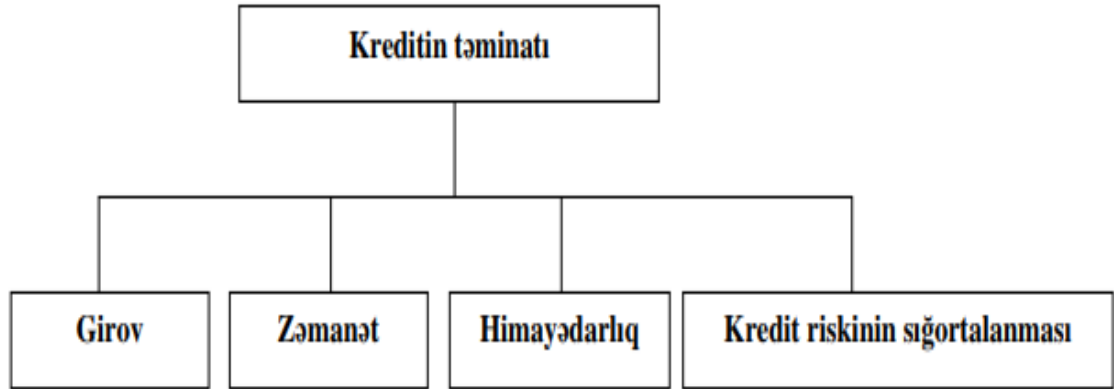 Kreditin təminatı
Girov
Zəmanət
Himayədarlıq
Kredit riskinin sığortalanması